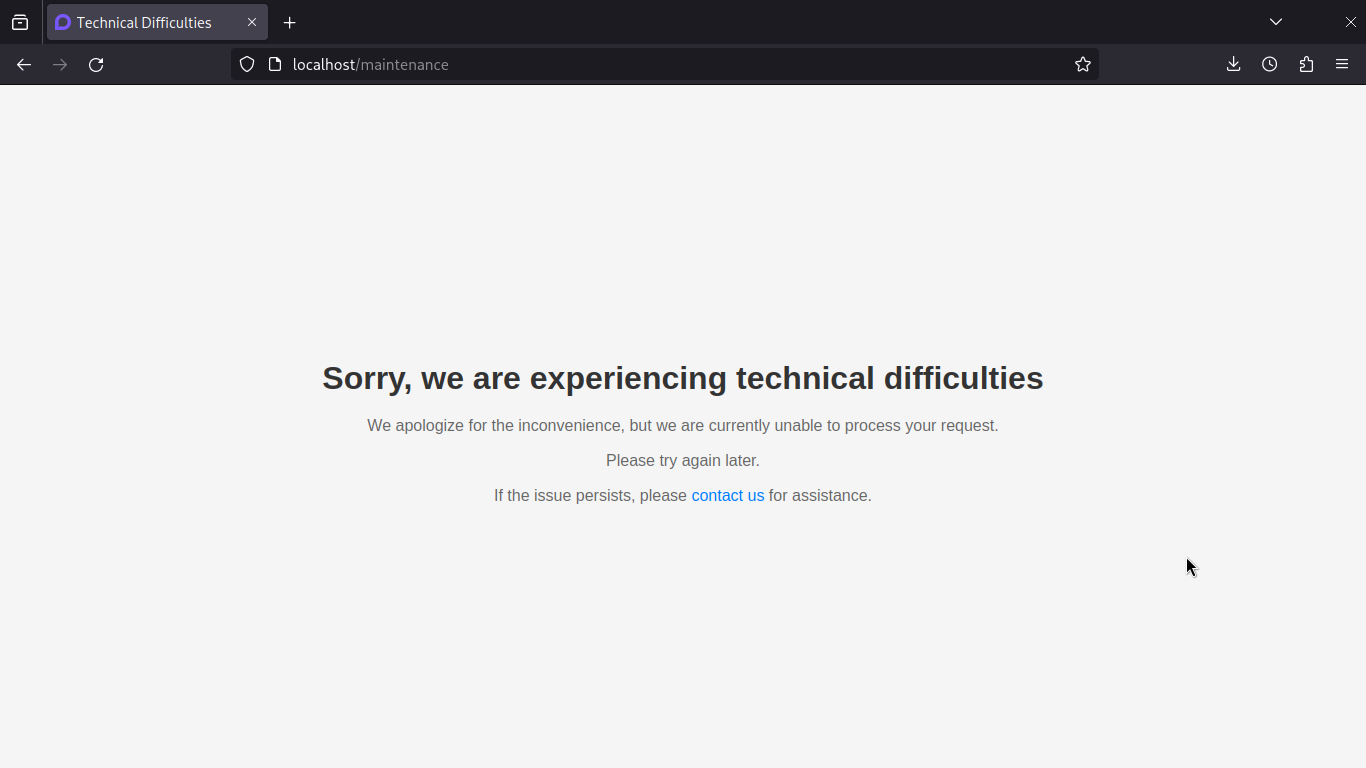 Technical Difficulties
localhost/maintenance
Sorry, we are experiencing technical difficulties
We apologize for the inconvenience, but we are currently unable to process your request.
Please try again later.
If the issue persists, please contact us for assistance.